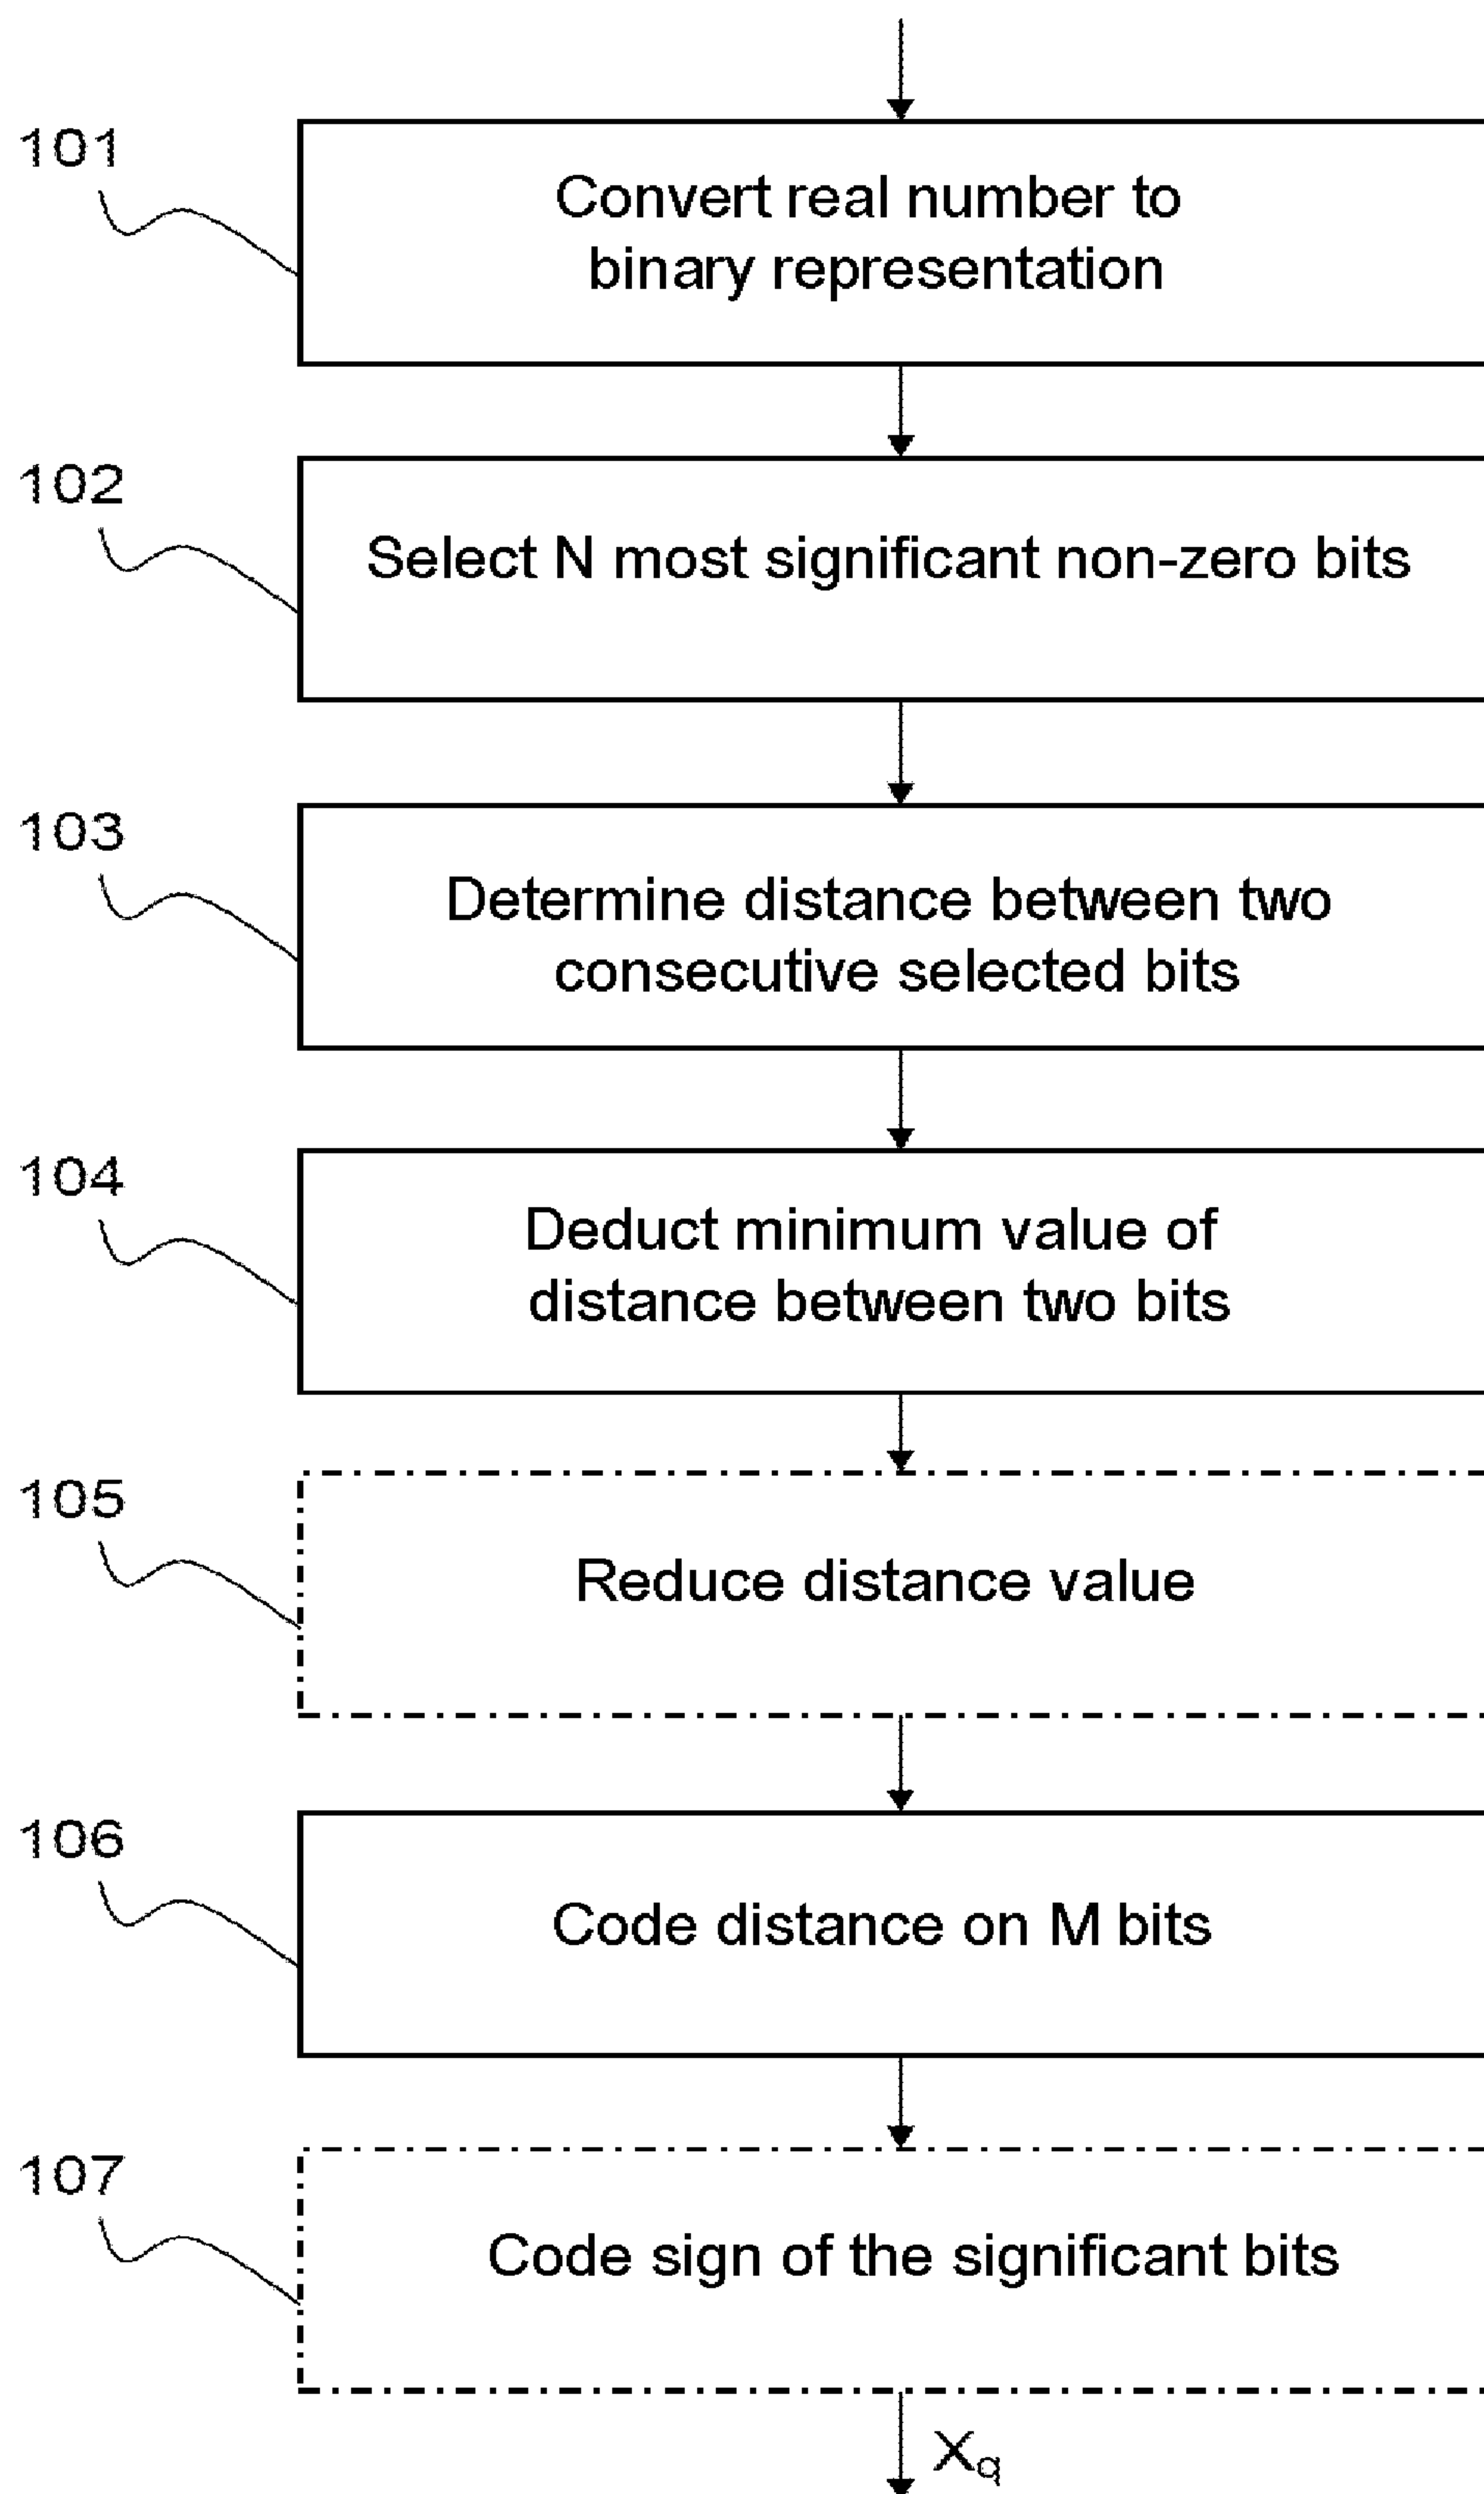 101
Convert real number to
binary representation
102
Select N most significant non-zero bits
103
Determine distance between two
consecutive selected bits
104
Deduct minimum value of
distance between two bits
105
Reduce distance value
106
Code distance on M bits
107
Code sign of the significant bits
Xq